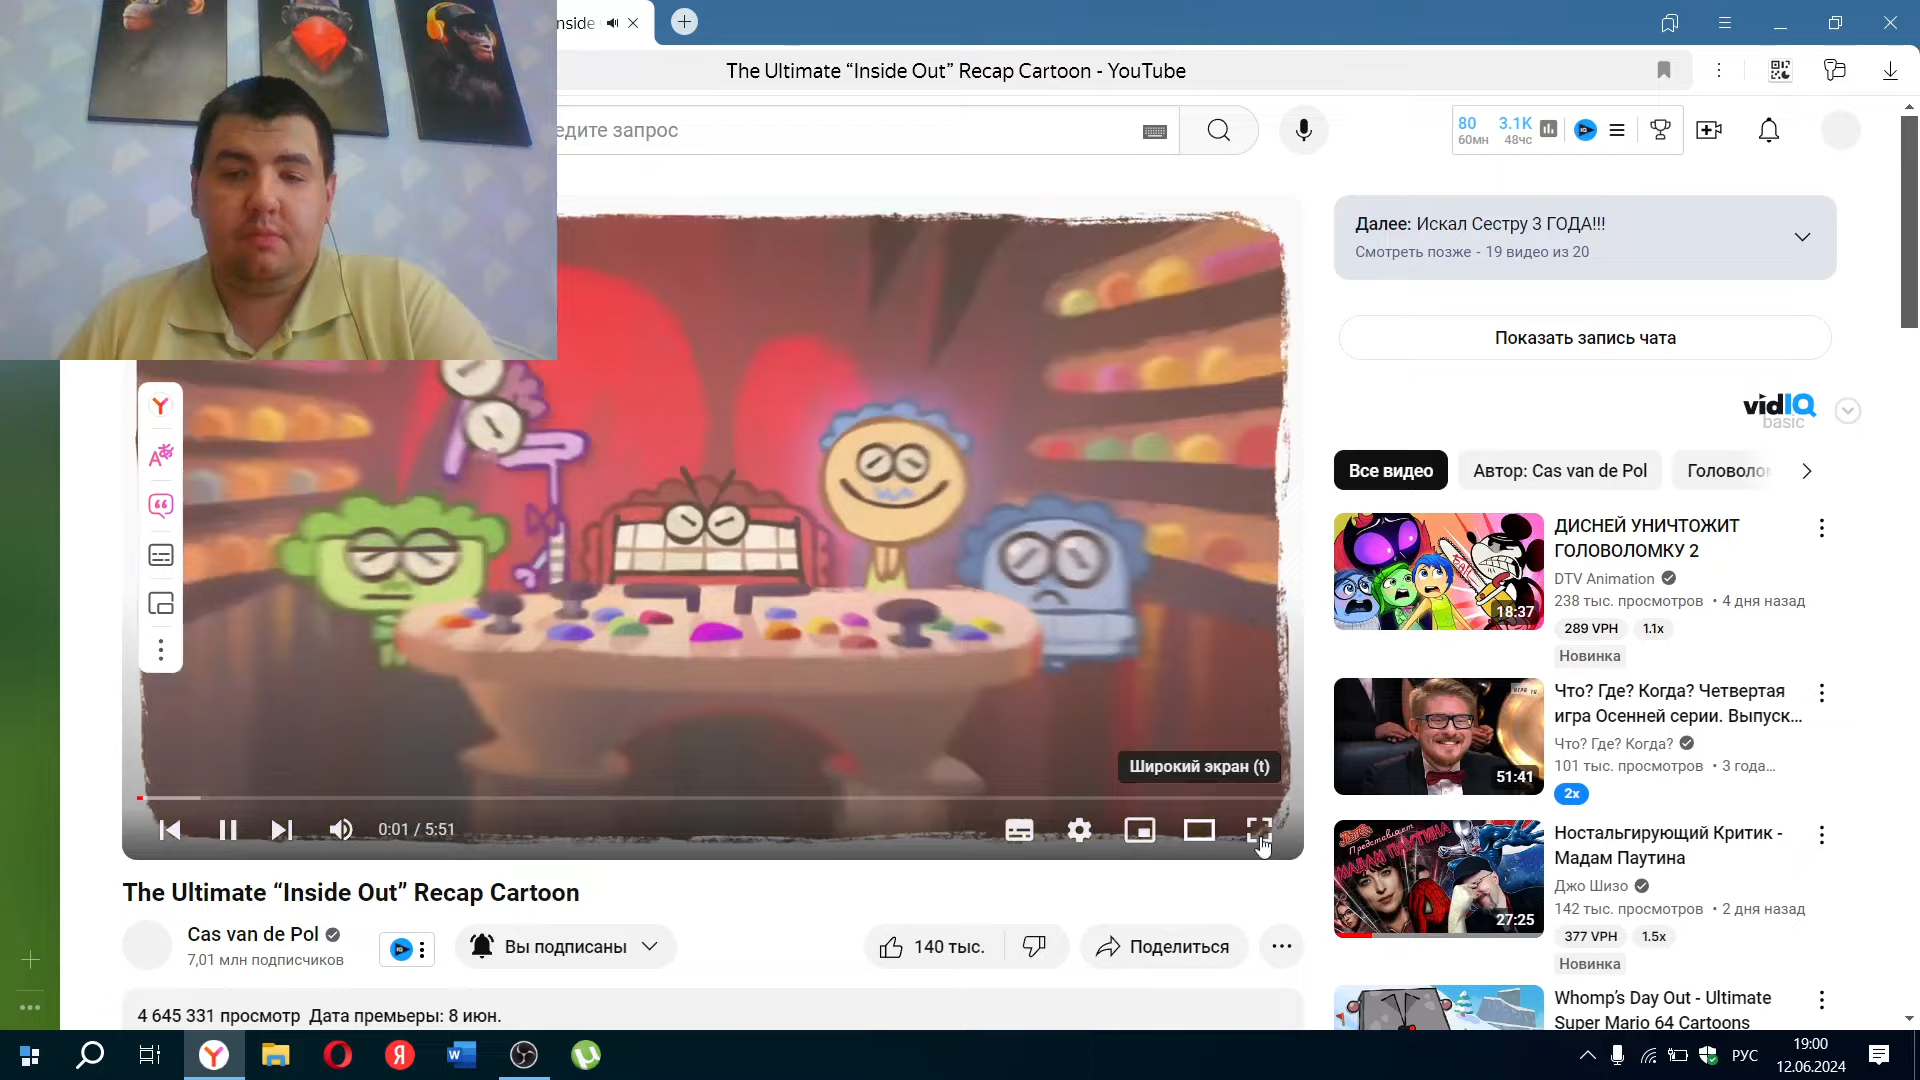 nside
The Ultimate “Inside Out” Recap Cartoon - YouTube
едите запрос
80
60мн
3.1K
48чс
Далее: Искал Сестру 3 ГОДА!!!
Смотреть позже - 19 видео из 20
Показать запись чата
vidIQ
basic
Все видео
Автор: Cas van de Pol
Головолом
ДИСНЕЙ УНИЧТОЖИТ
ГОЛОВОЛОМКУ 2
DTV Animation
238 тыс. просмотров • 4 дня назад
289 VPH
1.1x
Новинка
18:37
Что? Где? Когда? Четвертая
игра Осенней серии. Выпуск...
Что? Где? Когда?
101 тыс. просмотров • 3 года...
2x
51:41
Ностальгирующий Критик -
Мадам Паутина
Джо Шизо
142 тыс. просмотров • 2 дня назад
377 VPH
1.5x
Новинка
Представляет
МАДАМ ПАУТИНА
27:25
Whomp’s Day Out - Ultimate
Super Mario 64 Cartoons
Широкий экран (t)
0:01 / 5:51
The Ultimate “Inside Out” Recap Cartoon
Cas van de Pol
7,01 млн подписчиков
Вы подписаны
140 тыс.
Поделиться
4 645 331 просмотр Дата премьеры: 8 июн.
РУС
19:00
12.06.2024